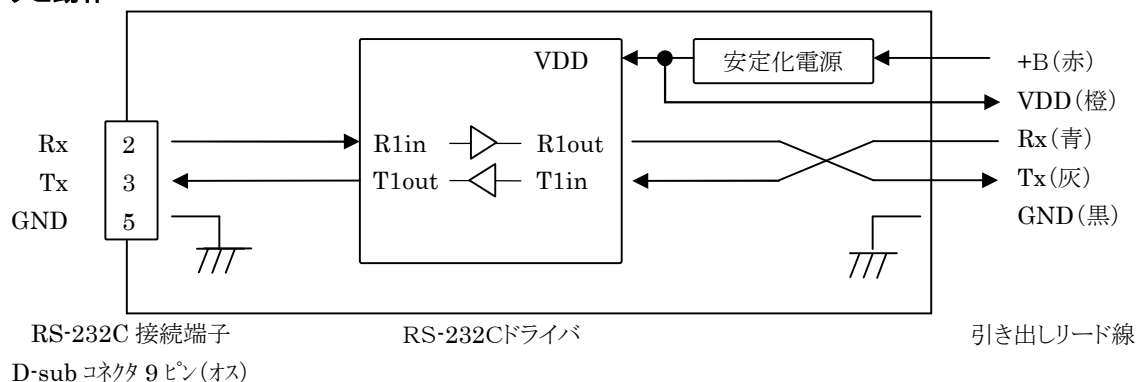 VDD
安定化電源
+B(赤)
VDD(橙)
Rx
2
R1in
R1out
Rx(青)
Tx
3
T1out
T1in
Tx(灰)
GND
5
GND(黒)
RS-232C 接続端子
RS-232Cドライバ
引き出しリード線
D-sub コネクタ 9 ピン(オス)